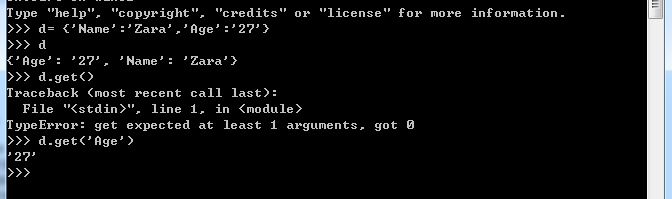 Type "help", "copyright", "credits" or "license" for more information.
>>> d= {'Name':'Zara','Age':'27'}
>>> d
{'Age': '27', 'Name': 'Zara'}
>>> d.get()
Traceback (most recent call last):
  File "<stdin>", line 1, in <module>
TypeError: get expected at least 1 arguments, got 0
>>> d.get('Age')
'27'
>>>